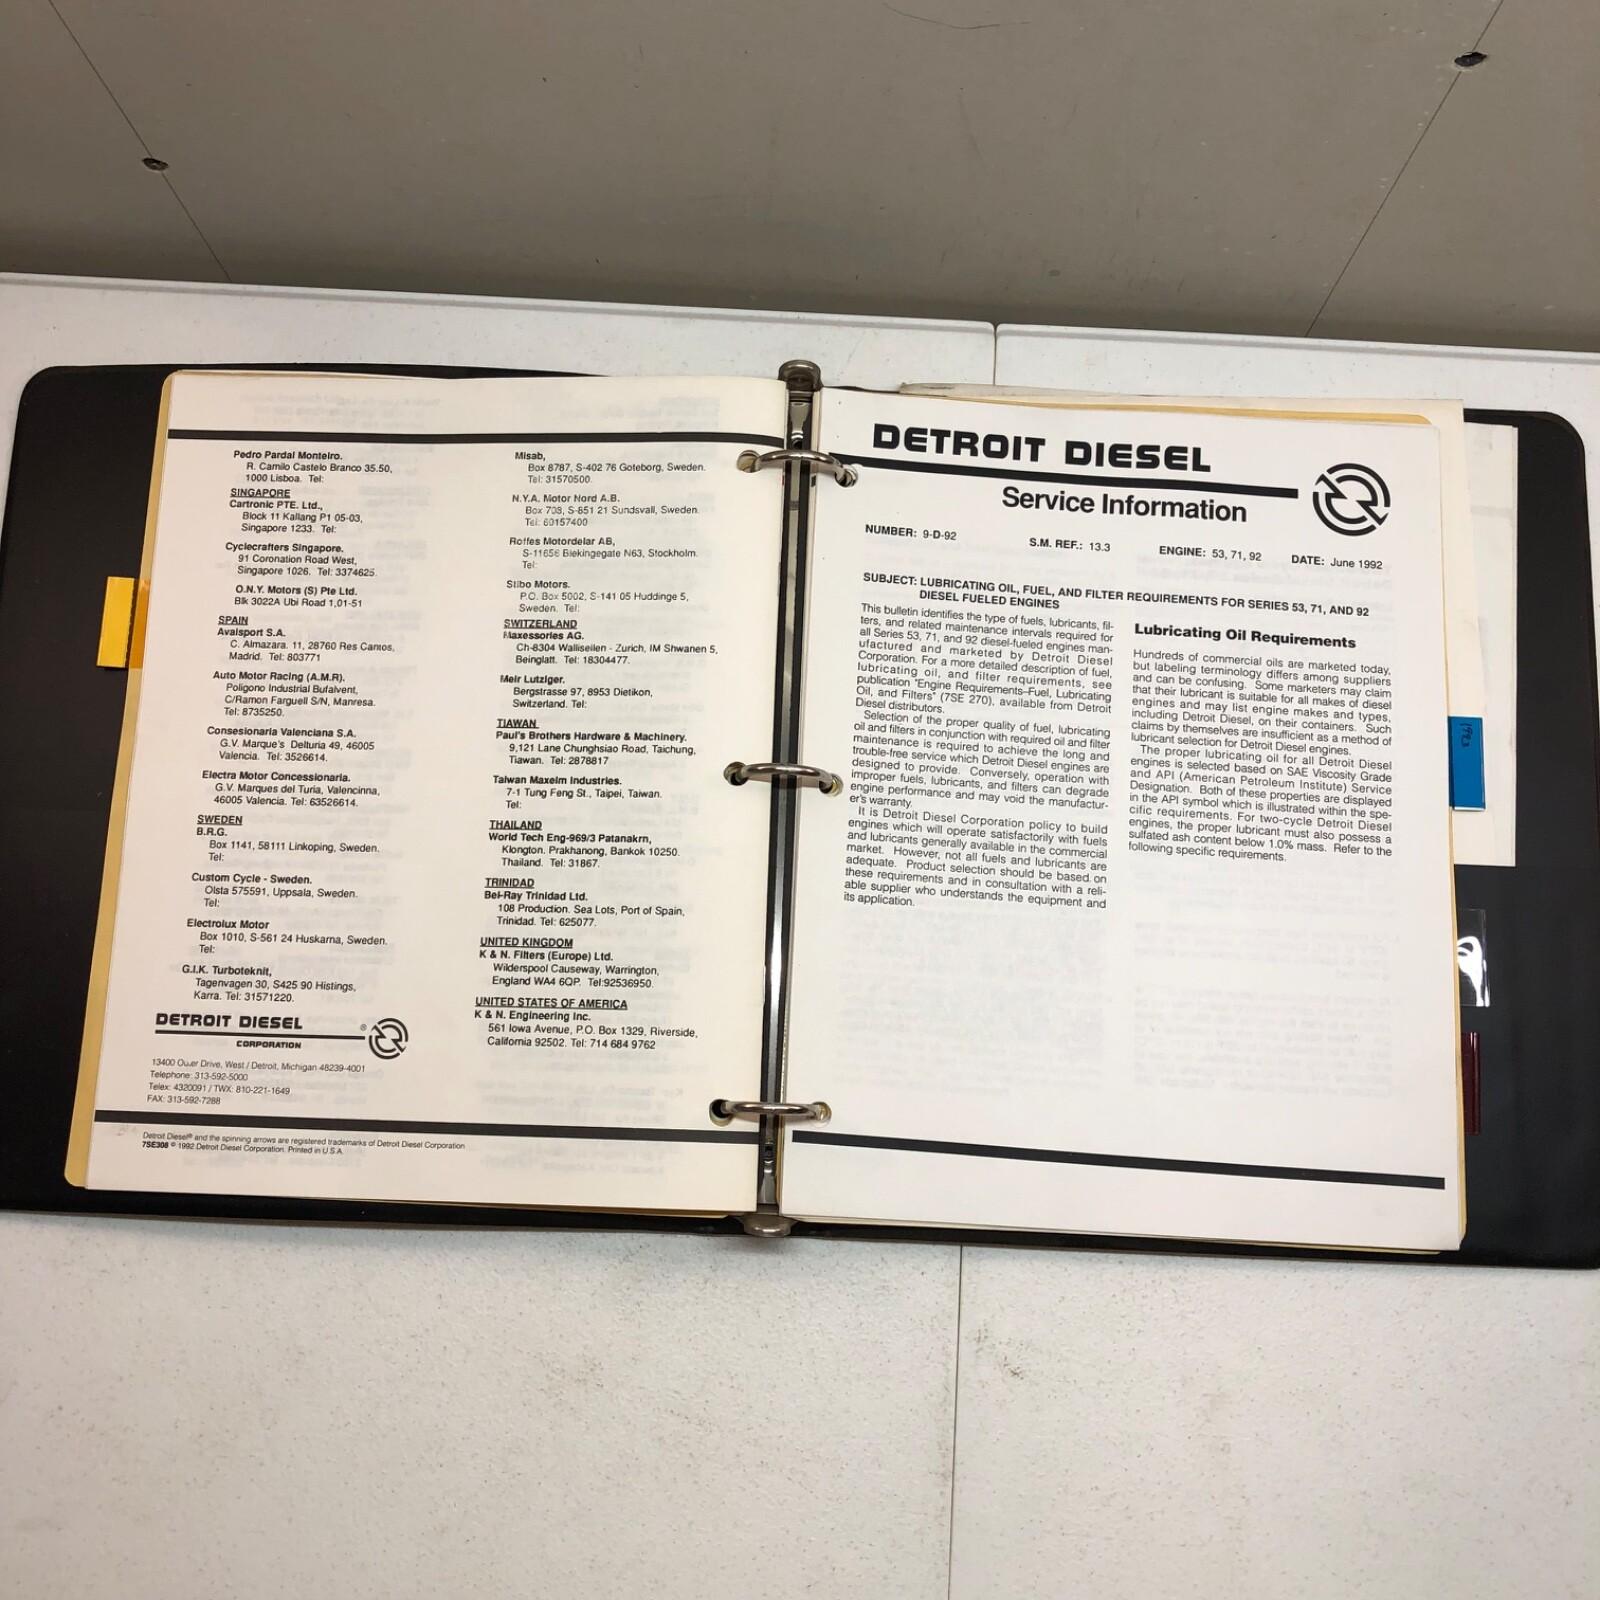 Pedro Pardal Monteiro.
R. Camilo Castelo Branco 35.50,
1000 Lisboa. Tel:
SINGAPORE
Cartronic PTE. Ltd.,
Block 11 Kallang P1 05-03,
Singapore 1233. Tel:
Cyclecrafters Singapore.
91 Coronation Road West,
Singapore 1026. Tel: 3374625.
O.N.Y. Motors (S) Pte Ltd.
Blk 3022A Ubi Road 1,01-51
SPAIN
Avalsport S.A.
C. Almazara. 11, 28760 Res Cantos,
Madrid. Tel: 803771
Auto Motor Racing (A.M.R).
Poligono Industrial Bufalvent,
C/Ramon Farguell S/N, Manresa.
Tel: 8735250.
Consesionaria Valenciana S.A.
G.V. Marque's Delturia 49, 46005
Valencia. Tel: 3526614.
Electra Motor Concessionaria.
G.V. Marques del Turia, Valencinna,
46005 Valencia. Tel: 63526614.
SWEDEN
B.R.G.
Box 1141, 58111 Linkoping, Sweden.
Tel:
Custom Cycle - Sweden.
Olsta 575591, Uppsala, Sweden.
Tel:
Electrolux Motor
Box 1010, S-561 24 Huskarna, Sweden.
Tel:
G.I.K. Turboteknit,
Tagenvagen 30, S425 90 Histings,
Karra. Tel: 31571220.
DETROIT DIESEL
CORPORATION
13400 Outer Drive, West / Detroit, Michigan 48239-4001
Telephone: 313-592-5000
Telex: 4320091 / TWX: 810-221-1649
FAX: 313-592-7288
Detroit Diesel® and the spinning arrows are registered trademarks of Detroit Diesel Corporation
7SE308 © 1992 Detroit Diesel Corporation. Printed in U.S.A.
Misab,
Box 8787, S-402 76 Goteborg, Sweden.
Tel: 31570500.
N.Y.A. Motor Nord A.B.
Box 708, S-851 21 Sundsvall, Sweden.
Tel: 60157400
Roffes Motordelar AB,
S-11656 Blekingegate N63, Stockholm.
Tel:
Stibo Motors.
P.O. Box 5002, S-141 05 Huddinge 5,
Sweden. Tel:
SWITZERLAND
Maxessories AG.
Ch-8304 Wallisellen - Zurich, IM Shwanen 5,
Beinglatt. Tel: 18304477.
Meir Lutziger.
Bergstrasse 97, 8953 Dietikon,
Switzerland. Tel:
TIAWAN
Paul's Brothers Hardware & Machinery.
9,121 Lane Chunghsiao Road, Taichung,
Tiawan. Tel: 2878817
Taiwan Maxeim Industries.
7-1 Tung Feng St., Taipei, Taiwan.
Tel:
THAILAND
World Tech Eng-969/3 Patanakrn,
Klongton. Prakhanong, Bankok 10250.
Thailand. Tel: 31867.
TRINIDAD
Bel-Ray Trinidad Ltd.
108 Production. Sea Lots, Port of Spain,
Trinidad. Tel: 625077.
UNITED KINGDOM
K & N. Filters (Europe) Ltd.
Wilderspool Causeway, Warrington,
England WA4 6QP. Tel:92536950.
UNITED STATES OF AMERICA
K & N. Engineering Inc.
561 Iowa Avenue, P.O. Box 1329, Riverside,
California 92502. Tel: 714 684 9762
DETROIT DIESEL
Service Information
NUMBER: 9-D-92 S.M. REF.: 13.3 ENGINE: 53, 71, 92 DATE: June 1992
SUBJECT: LUBRICATING OIL, FUEL, AND FILTER REQUIREMENTS FOR SERIES 53, 71, AND 92
DIESEL FUELED ENGINES
This bulletin identifies the type of fuels, lubricants, fil-
ters, and related maintenance intervals required for
all Series 53, 71, and 92 diesel-fueled engines man-
ufactured and marketed by Detroit Diesel
Corporation. For a more detailed description of fuel,
lubricating oil, and filter requirements, see
publication "Engine Requirements-Fuel, Lubricating
Oil, and Filters" (7SE 270), available from Detroit
Diesel distributors.
Selection of the proper quality of fuel, lubricating
oil and filters in conjunction with required oil and filter
maintenance is required to achieve the long and
trouble-free service which Detroit Diesel engines are
designed to provide. Conversely, operation with
improper fuels, lubricants, and filters can degrade
engine performance and may void the manufactur-
er's warranty.
It is Detroit Diesel Corporation policy to build
engines which will operate satisfactorily with fuels
and lubricants generally available in the commercial
market. However, not all fuels and lubricants are
adequate. Product selection should be based on
these requirements and in consultation with a reli-
able supplier who understands the equipment and
its application.
Lubricating Oil Requirements
Hundreds of commercial oils are marketed today,
but labeling terminology differs among suppliers
and can be confusing. Some marketers may claim
that their lubricant is suitable for all makes of diesel
engines and may list engine makes and types,
including Detroit Diesel, on their containers. Such
claims by themselves are insufficient as a method of
lubricant selection for Detroit Diesel engines.
The proper lubricating oil for all Detroit Diesel
engines is selected based on SAE Viscosity Grade
and API (American Petroleum Institute) Service
Designation. Both of these properties are displayed
in the API symbol which is illustrated within the spe-
cific requirements. For two-cycle Detroit Diesel
engines, the proper lubricant must also possess a
sulfated ash content below 1.0% mass. Refer to the
following specific requirements.
1992